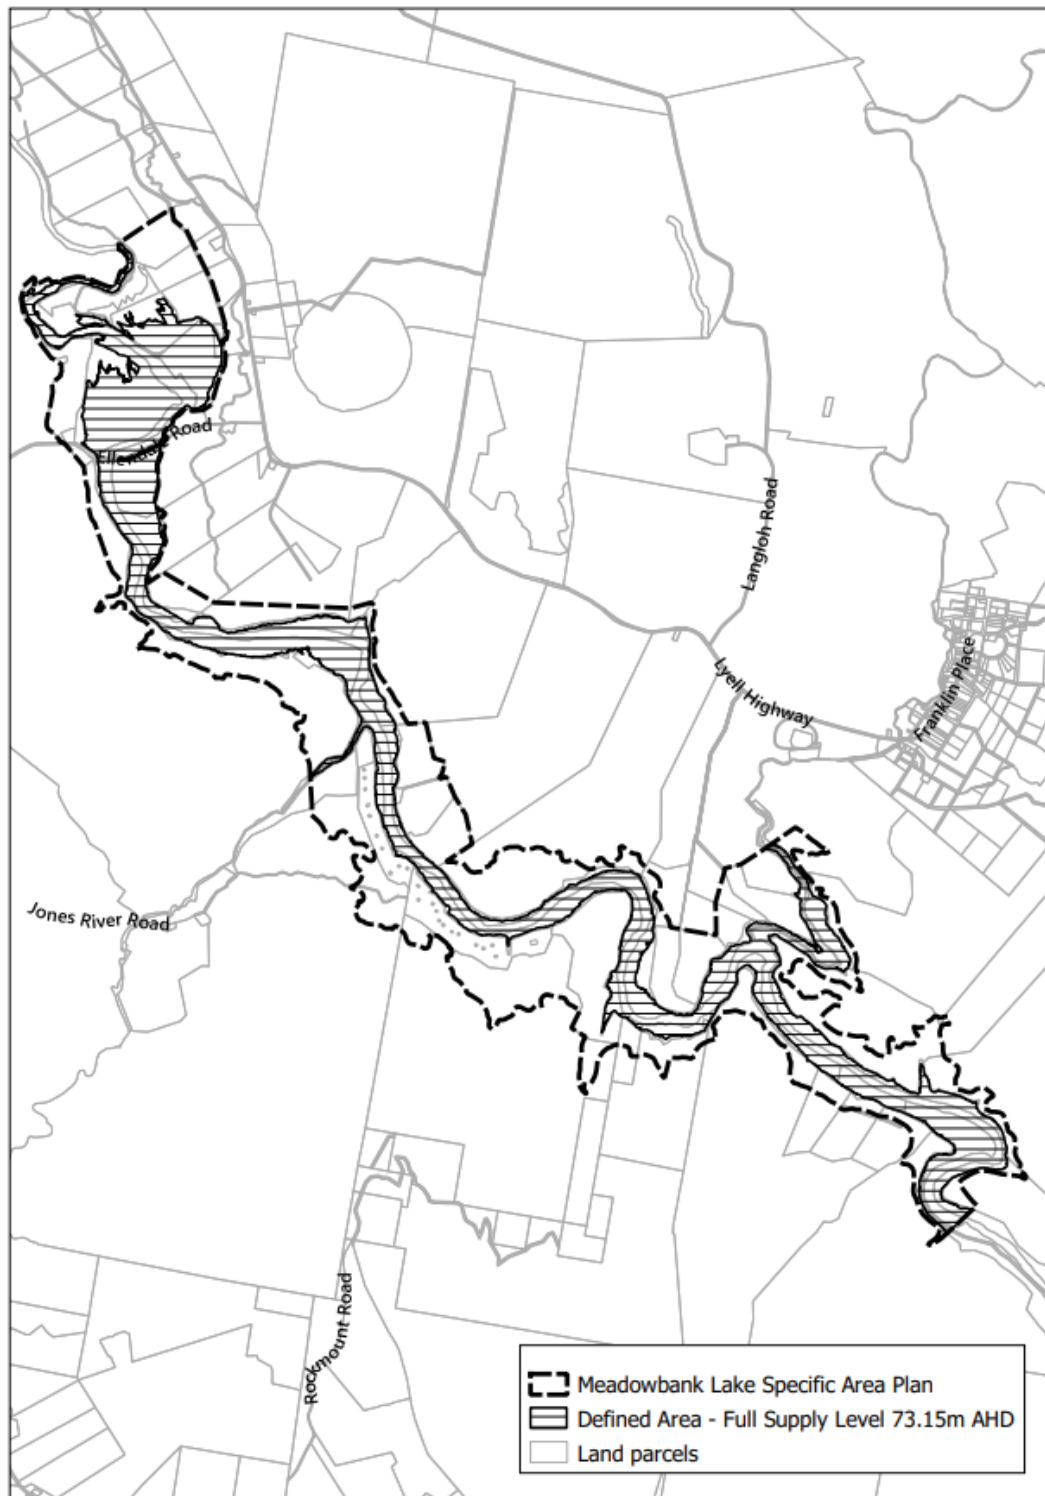 Ellendale Road
Langloh Road
Lyell Highway
Franklin Place
Jones River Road
Rockmount Road
Meadowbank Lake Specific Area Plan
Defined Area - Full Supply Level 73.15m AHD
Land parcels